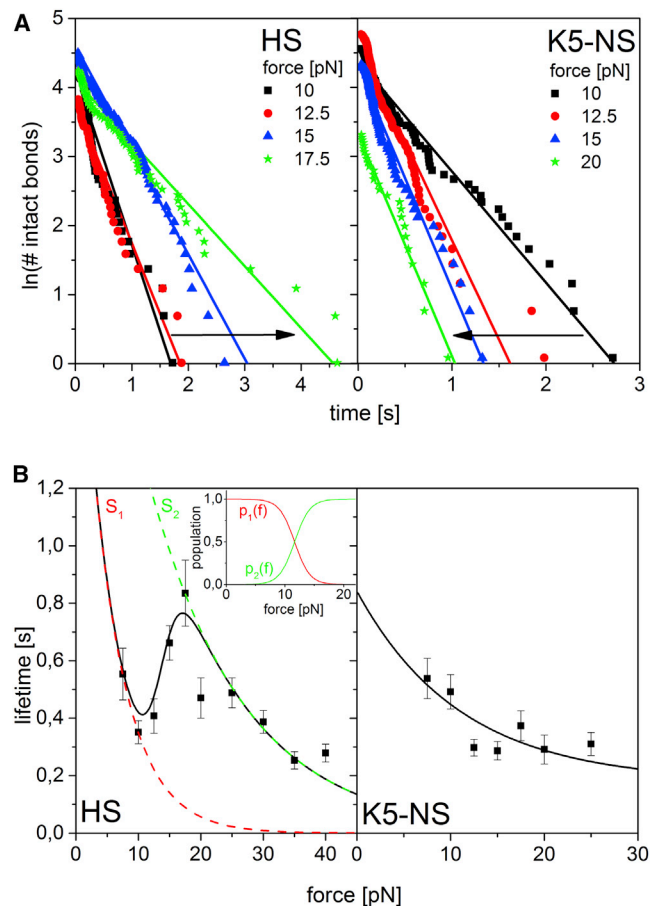 A
HS
force [pN]
10
12.5
15
17.5
K5-NS
force [pN]
10
12.5
15
20
ln(# intact bonds)
5
4
3
2
1
0
0 1 2 3 4
0 1 2 3
time [s]
B
S1
S2
1,0
0,5
0,0
population
p1(f)
p2(f)
0 10 20
force [pN]
lifetime [s]
1,2
1,0
0,8
0,6
0,4
0,2
0,0
HS
K5-NS
0 10 20 30 40
0 10 20 30
force [pN]